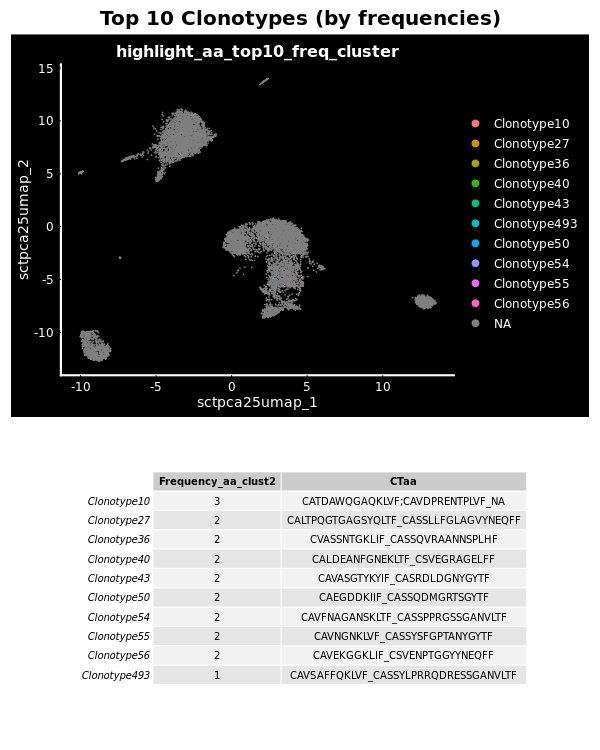 Top 10 Clonotypes (by frequencies)
highlight_aa_top10_freq_cluster
15
10
5
0
-5
-10
sctpca25umap_2
-10 -5 0 5 10
sctpca25umap_1
Clonotype10
Clonotype27
Clonotype36
Clonotype40
Clonotype43
Clonotype493
Clonotype50
Clonotype54
Clonotype55
Clonotype56
NA
Frequency_aa_clust2 CTaa
Clonotype10 3 CATDAWQGAQKLVF;CAVDPRENTPLVF_NA
Clonotype27 2 CALTPQGTGAGSYQLTF_CASSLLFGLAGVYNEQFF
Clonotype36 2 CVASSNTGKLIF_CASSQVRAANNSPLHF
Clonotype40 2 CALDEANFGNEKLTF_CSVEGRAGELFF
Clonotype43 2 CAVASGTYKYIF_CASRDLDGNYGYTF
Clonotype50 2 CAEGDDKIIF_CASSQDMGRTSGYTF
Clonotype54 2 CAVFNAGANSKLTF_CASSPPRGSSGANVLTF
Clonotype55 2 CAVNGNKLVF_CASSYSFGPTANYGYTF
Clonotype56 2 CAVEKGGKLIF_CSVENPTGGYYNEQFF
Clonotype493 1 CAVSAFFQKLVF_CASSYLPRRQDRESSGANVLTF